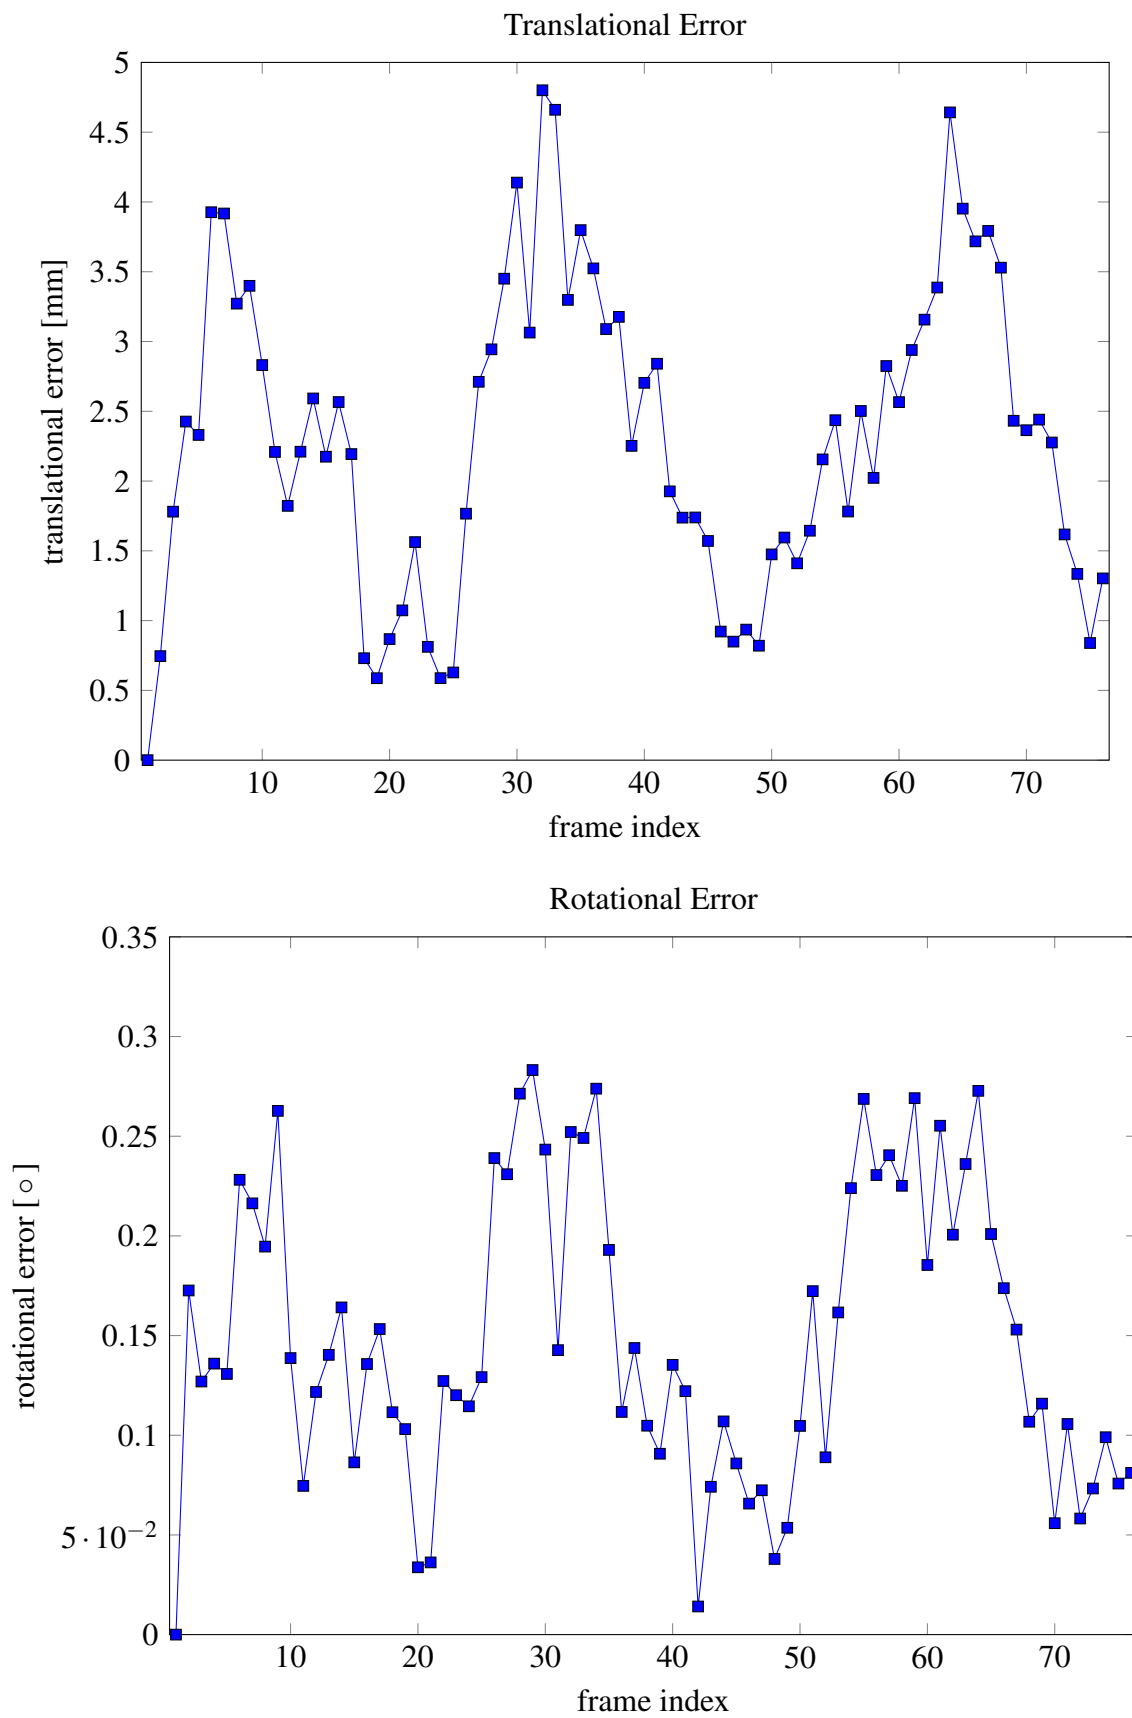 Translational Error
5
4.5
4
3.5
3
2.5
2
1.5
1
0.5
0
translational error [mm]
10 20 30 40 50 60 70
frame index
Rotational Error
0.35
0.3
0.25
0.2
0.15
0.1
5 · 10⁻²
0
rotational error [∘]
10 20 30 40 50 60 70
frame index